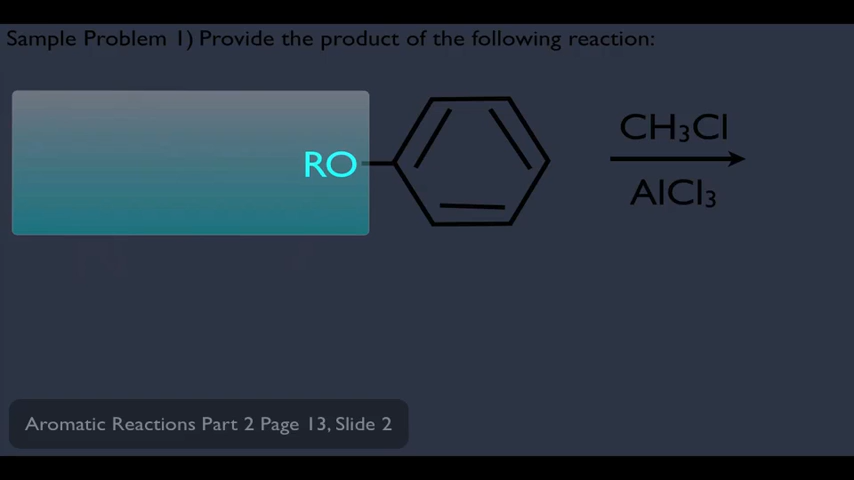 Sample Problem 1) Provide the product of the following reaction:
CH₃Cl
RO
AlCl₃
Aromatic Reactions Part 2 Page 13, Slide 2